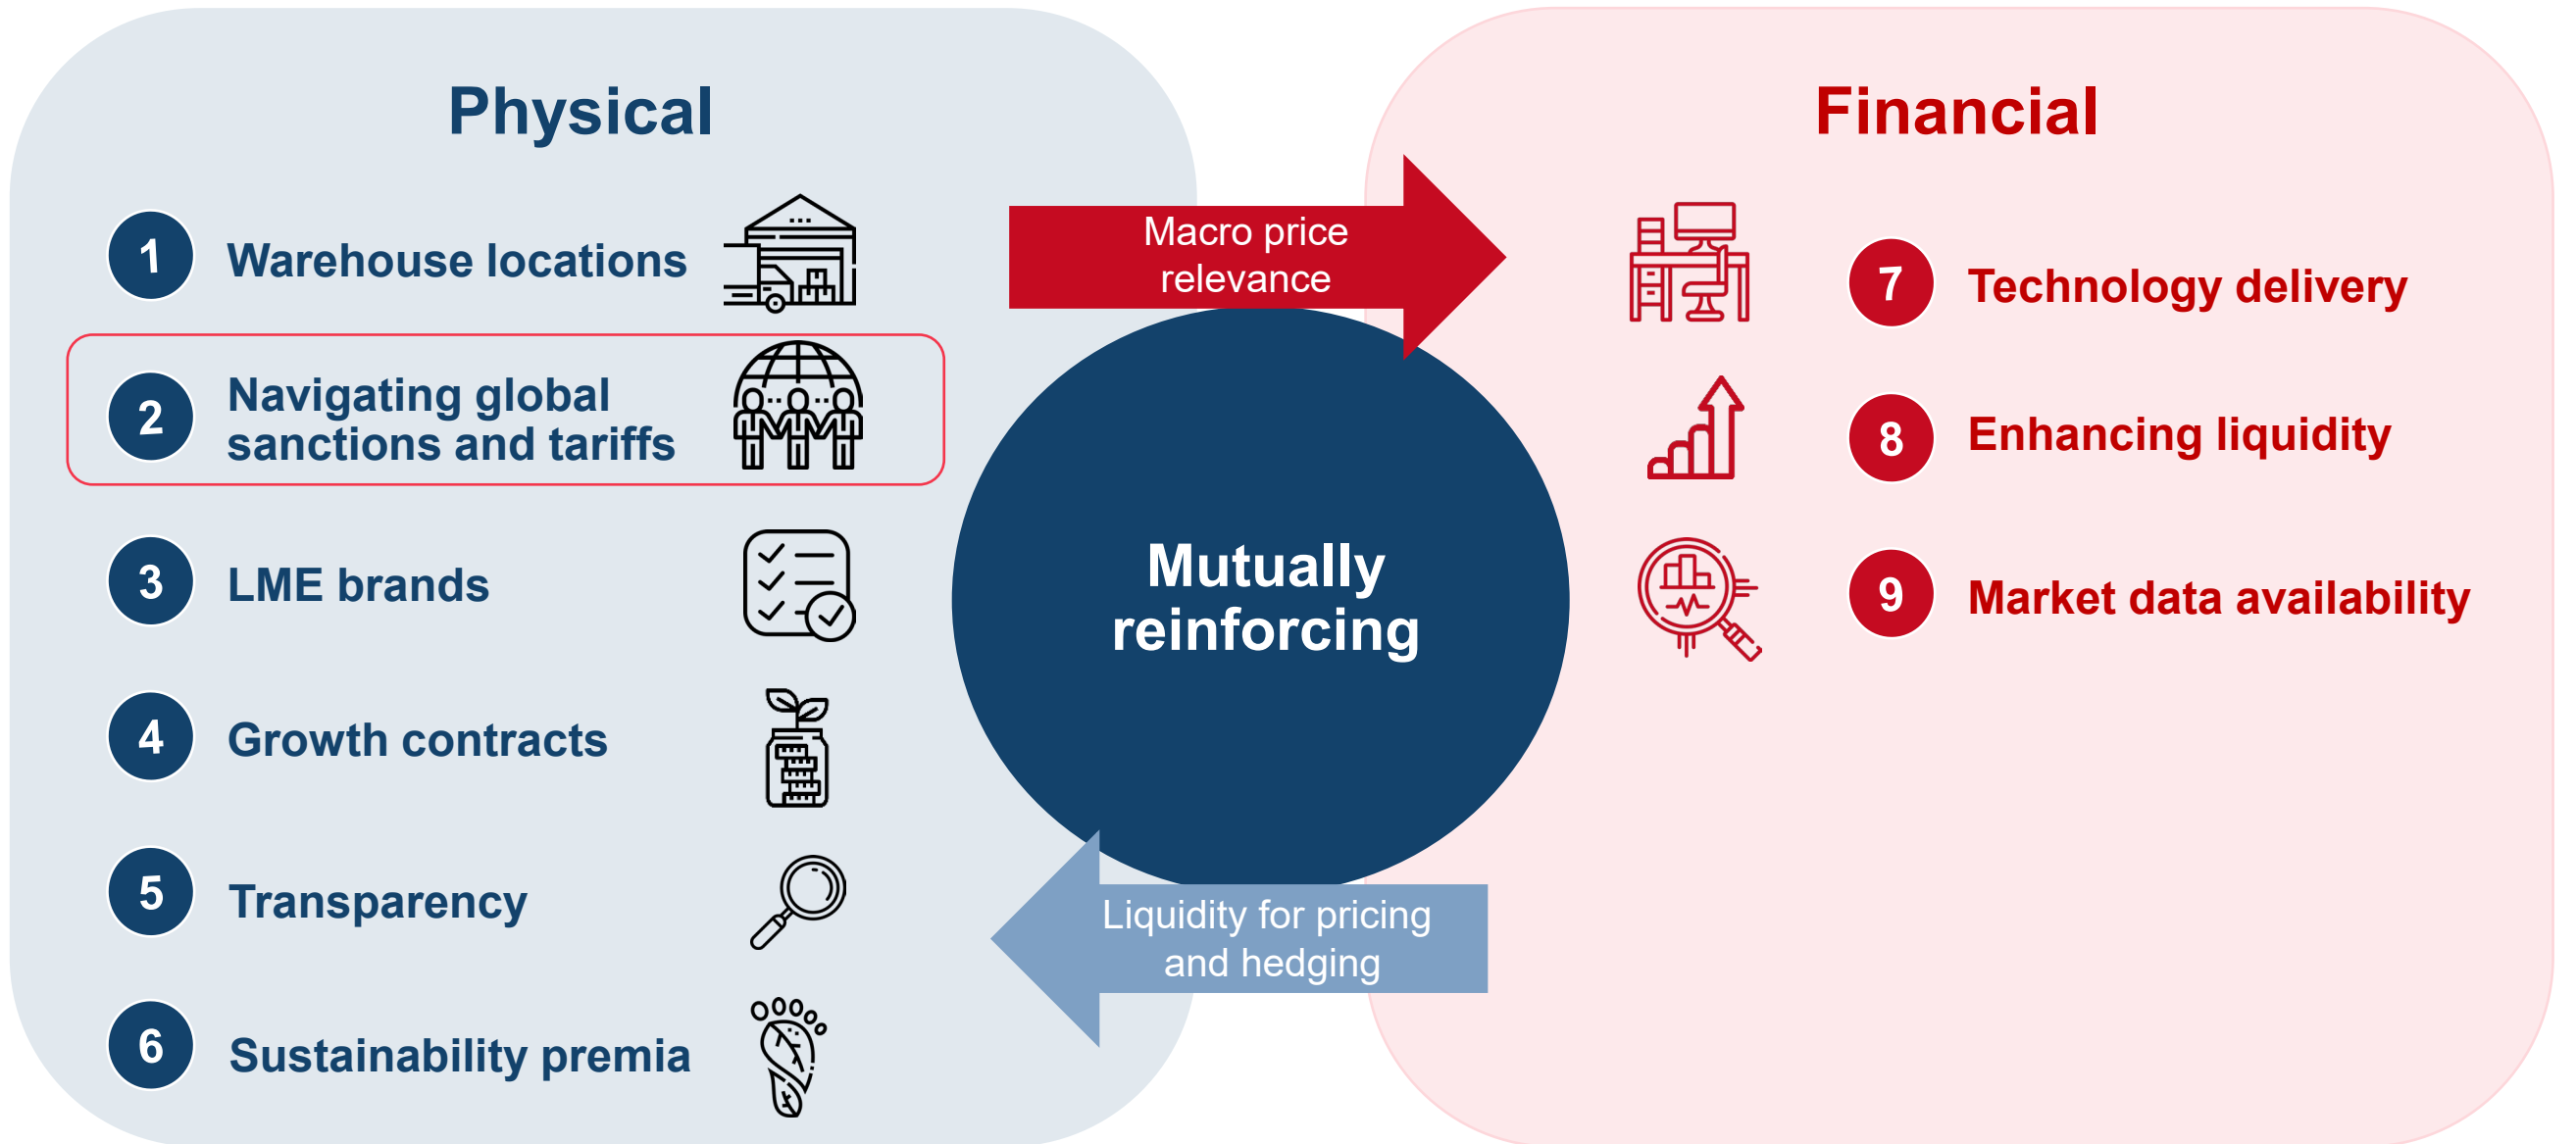 Physical
1
Warehouse locations
2
Navigating global
sanctions and tariffs
3
LME brands
4
Growth contracts
5
Transparency
6
Sustainability premia
Macro price
relevance
Mutually
reinforcing
Liquidity for pricing
and hedging
Financial
7
Technology delivery
8
Enhancing liquidity
9
Market data availability